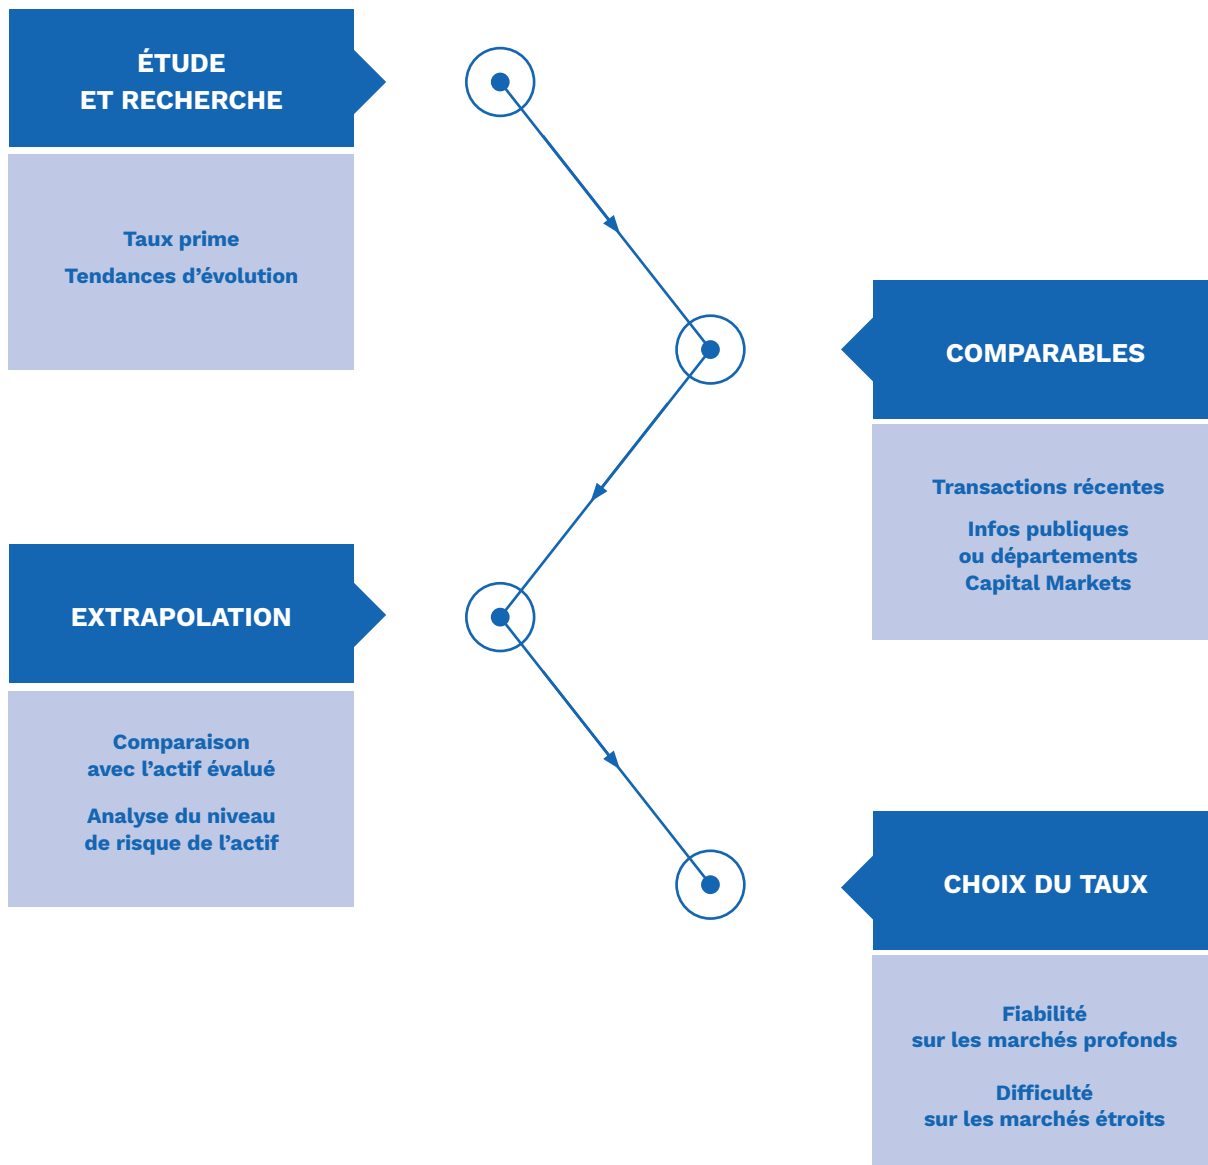 ÉTUDE
ET RECHERCHE
Taux prime
Tendances d’évolution
COMPARABLES
Transactions récentes
Infos publiques
ou départements
Capital Markets
EXTRAPOLATION
Comparaison
avec l’actif évalué
Analyse du niveau
de risque de l’actif
CHOIX DU TAUX
Fiabilité
sur les marchés profonds
Difficulté
sur les marchés étroits